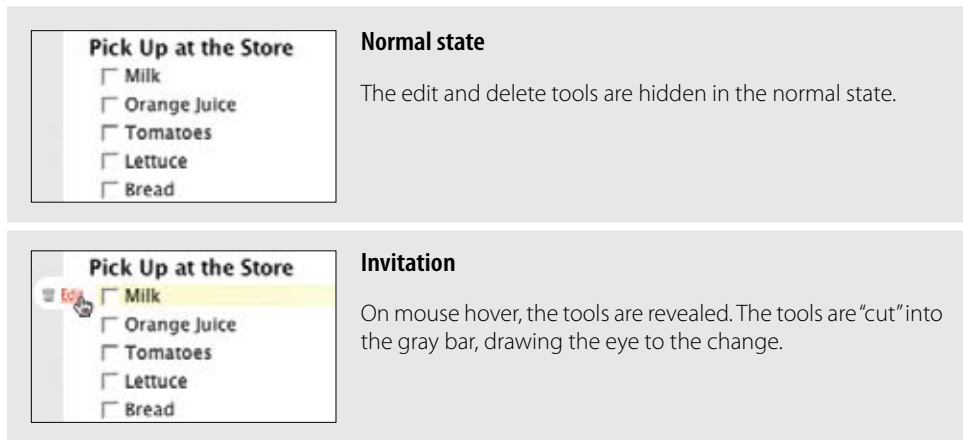 Pick Up at the Store
Milk
Orange Juice
Tomatoes
Lettuce
Bread
Normal state
The edit and delete tools are hidden in the normal state.
Pick Up at the Store
Edit Milk
Orange Juice
Tomatoes
Lettuce
Bread
Invitation
On mouse hover, the tools are revealed. The tools are “cut” into
the gray bar, drawing the eye to the change.